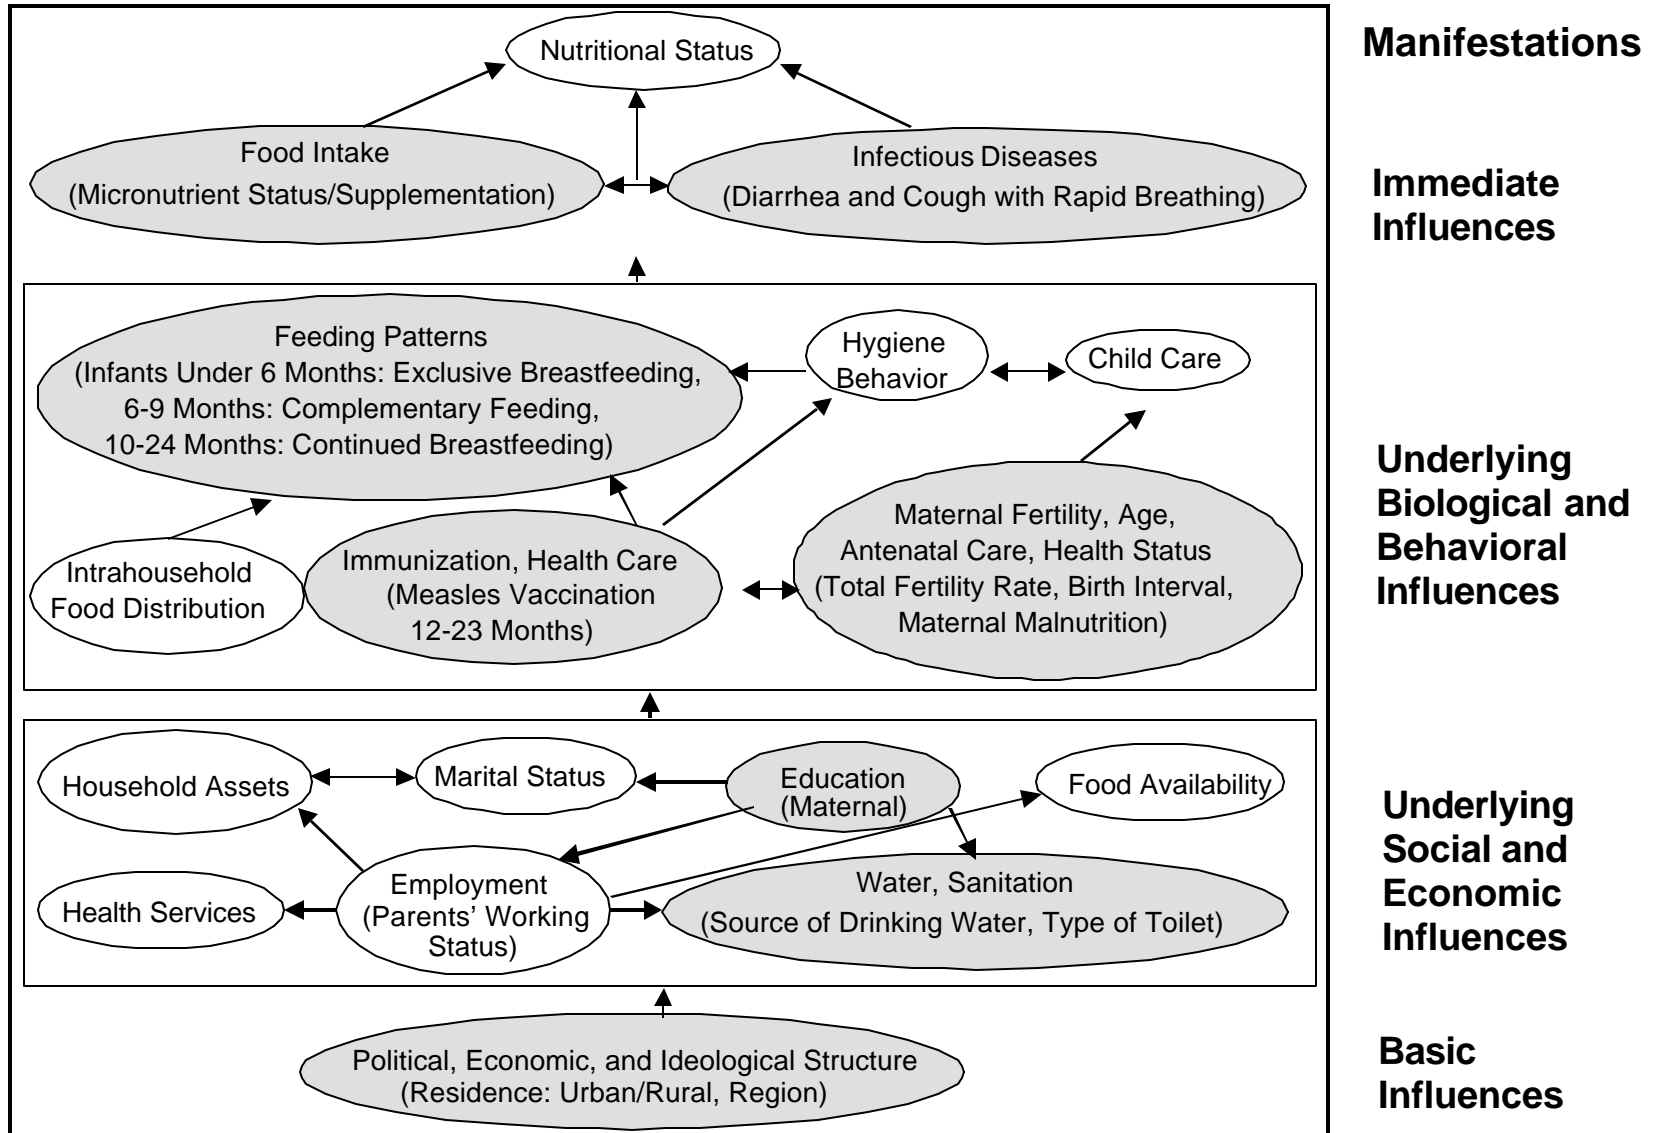 Nutritional Status
Manifestations
Food Intake
(Micronutrient Status/Supplementation)
Infectious Diseases
(Diarrhea and Cough with Rapid Breathing)
Immediate
Influences
Feeding Patterns
(Infants Under 6 Months: Exclusive Breastfeeding,
6-9 Months: Complementary Feeding,
10-24 Months: Continued Breastfeeding)
Hygiene
Behavior
Child Care
Intrahousehold
Food Distribution
Immunization, Health Care
(Measles Vaccination
12-23 Months)
Maternal Fertility, Age,
Antenatal Care, Health Status
(Total Fertility Rate, Birth Interval,
Maternal Malnutrition)
Underlying
Biological and
Behavioral
Influences
Household Assets
Marital Status
Education
(Maternal)
Food Availability
Health Services
Employment
(Parents' Working
Status)
Water, Sanitation
(Source of Drinking Water, Type of Toilet)
Underlying
Social and
Economic
Influences
Political, Economic, and Ideological Structure
(Residence: Urban/Rural, Region)
Basic
Influences